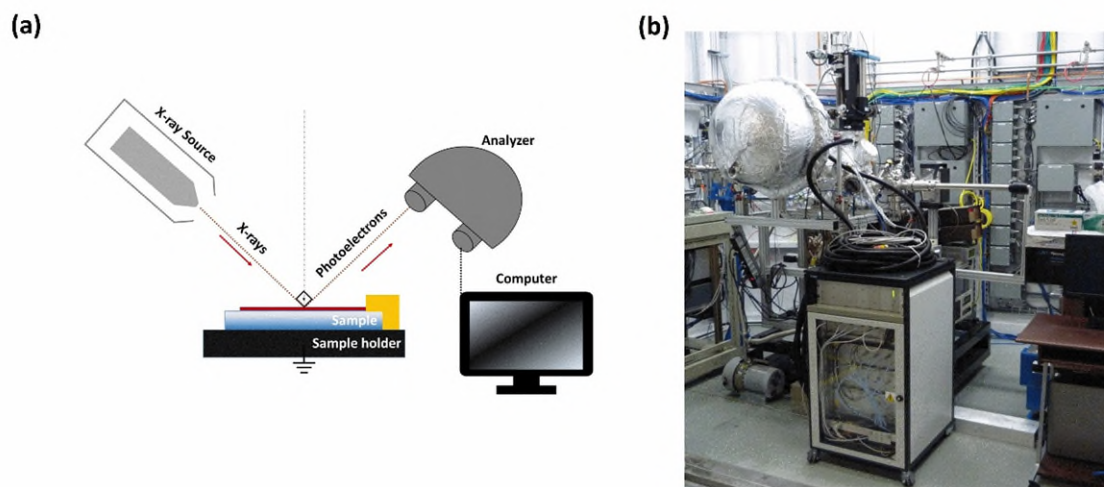 (a)
X-ray Source
X-rays
Photoelectrons
Analyzer
Computer
Sample
Sample holder
(b)